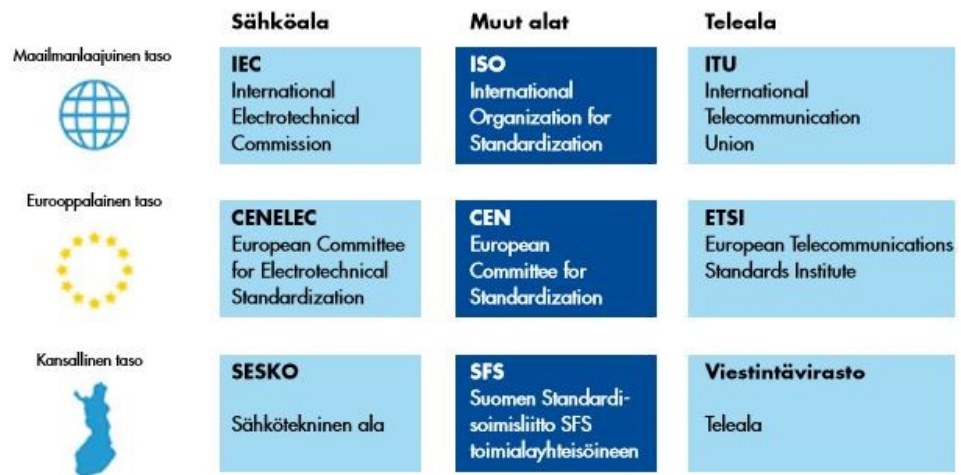 Sähköala
Muut alat
Teleala
Maailmanlaajuinen taso
IEC
International
Electrotechnical
Commission
ISO
International
Organization for
Standardization
ITU
International
Telecommunication
Union
Eurooppalainen taso
CENELEC
European Committee
for Electrotechnical
Standardization
CEN
European
Committee for
Standardization
ETSI
European Telecommunications
Standards Institute
Kansallinen taso
SESKO
Sähkötekninen ala
SFS
Suomen Standardi-
soimisliitto SFS
toimialayhteisöineen
Viestintävirasto
Teleala